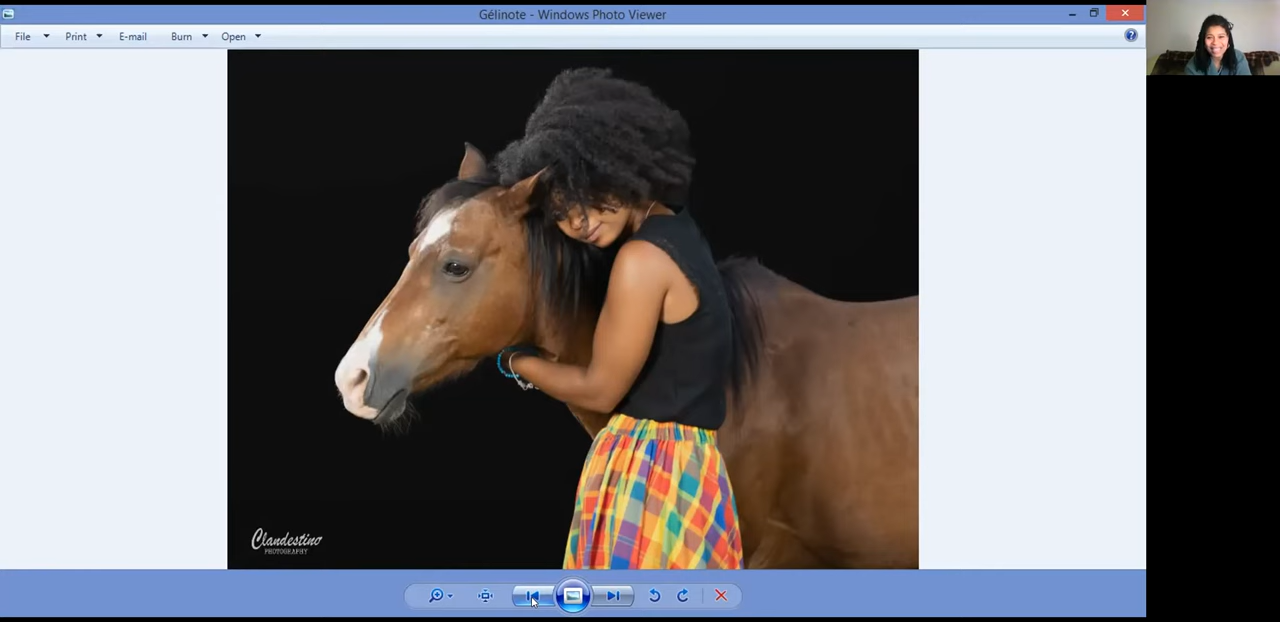 Gélinote - Windows Photo Viewer
File Print E-mail Burn Open
Clandestino
PHOTOGRAPHY